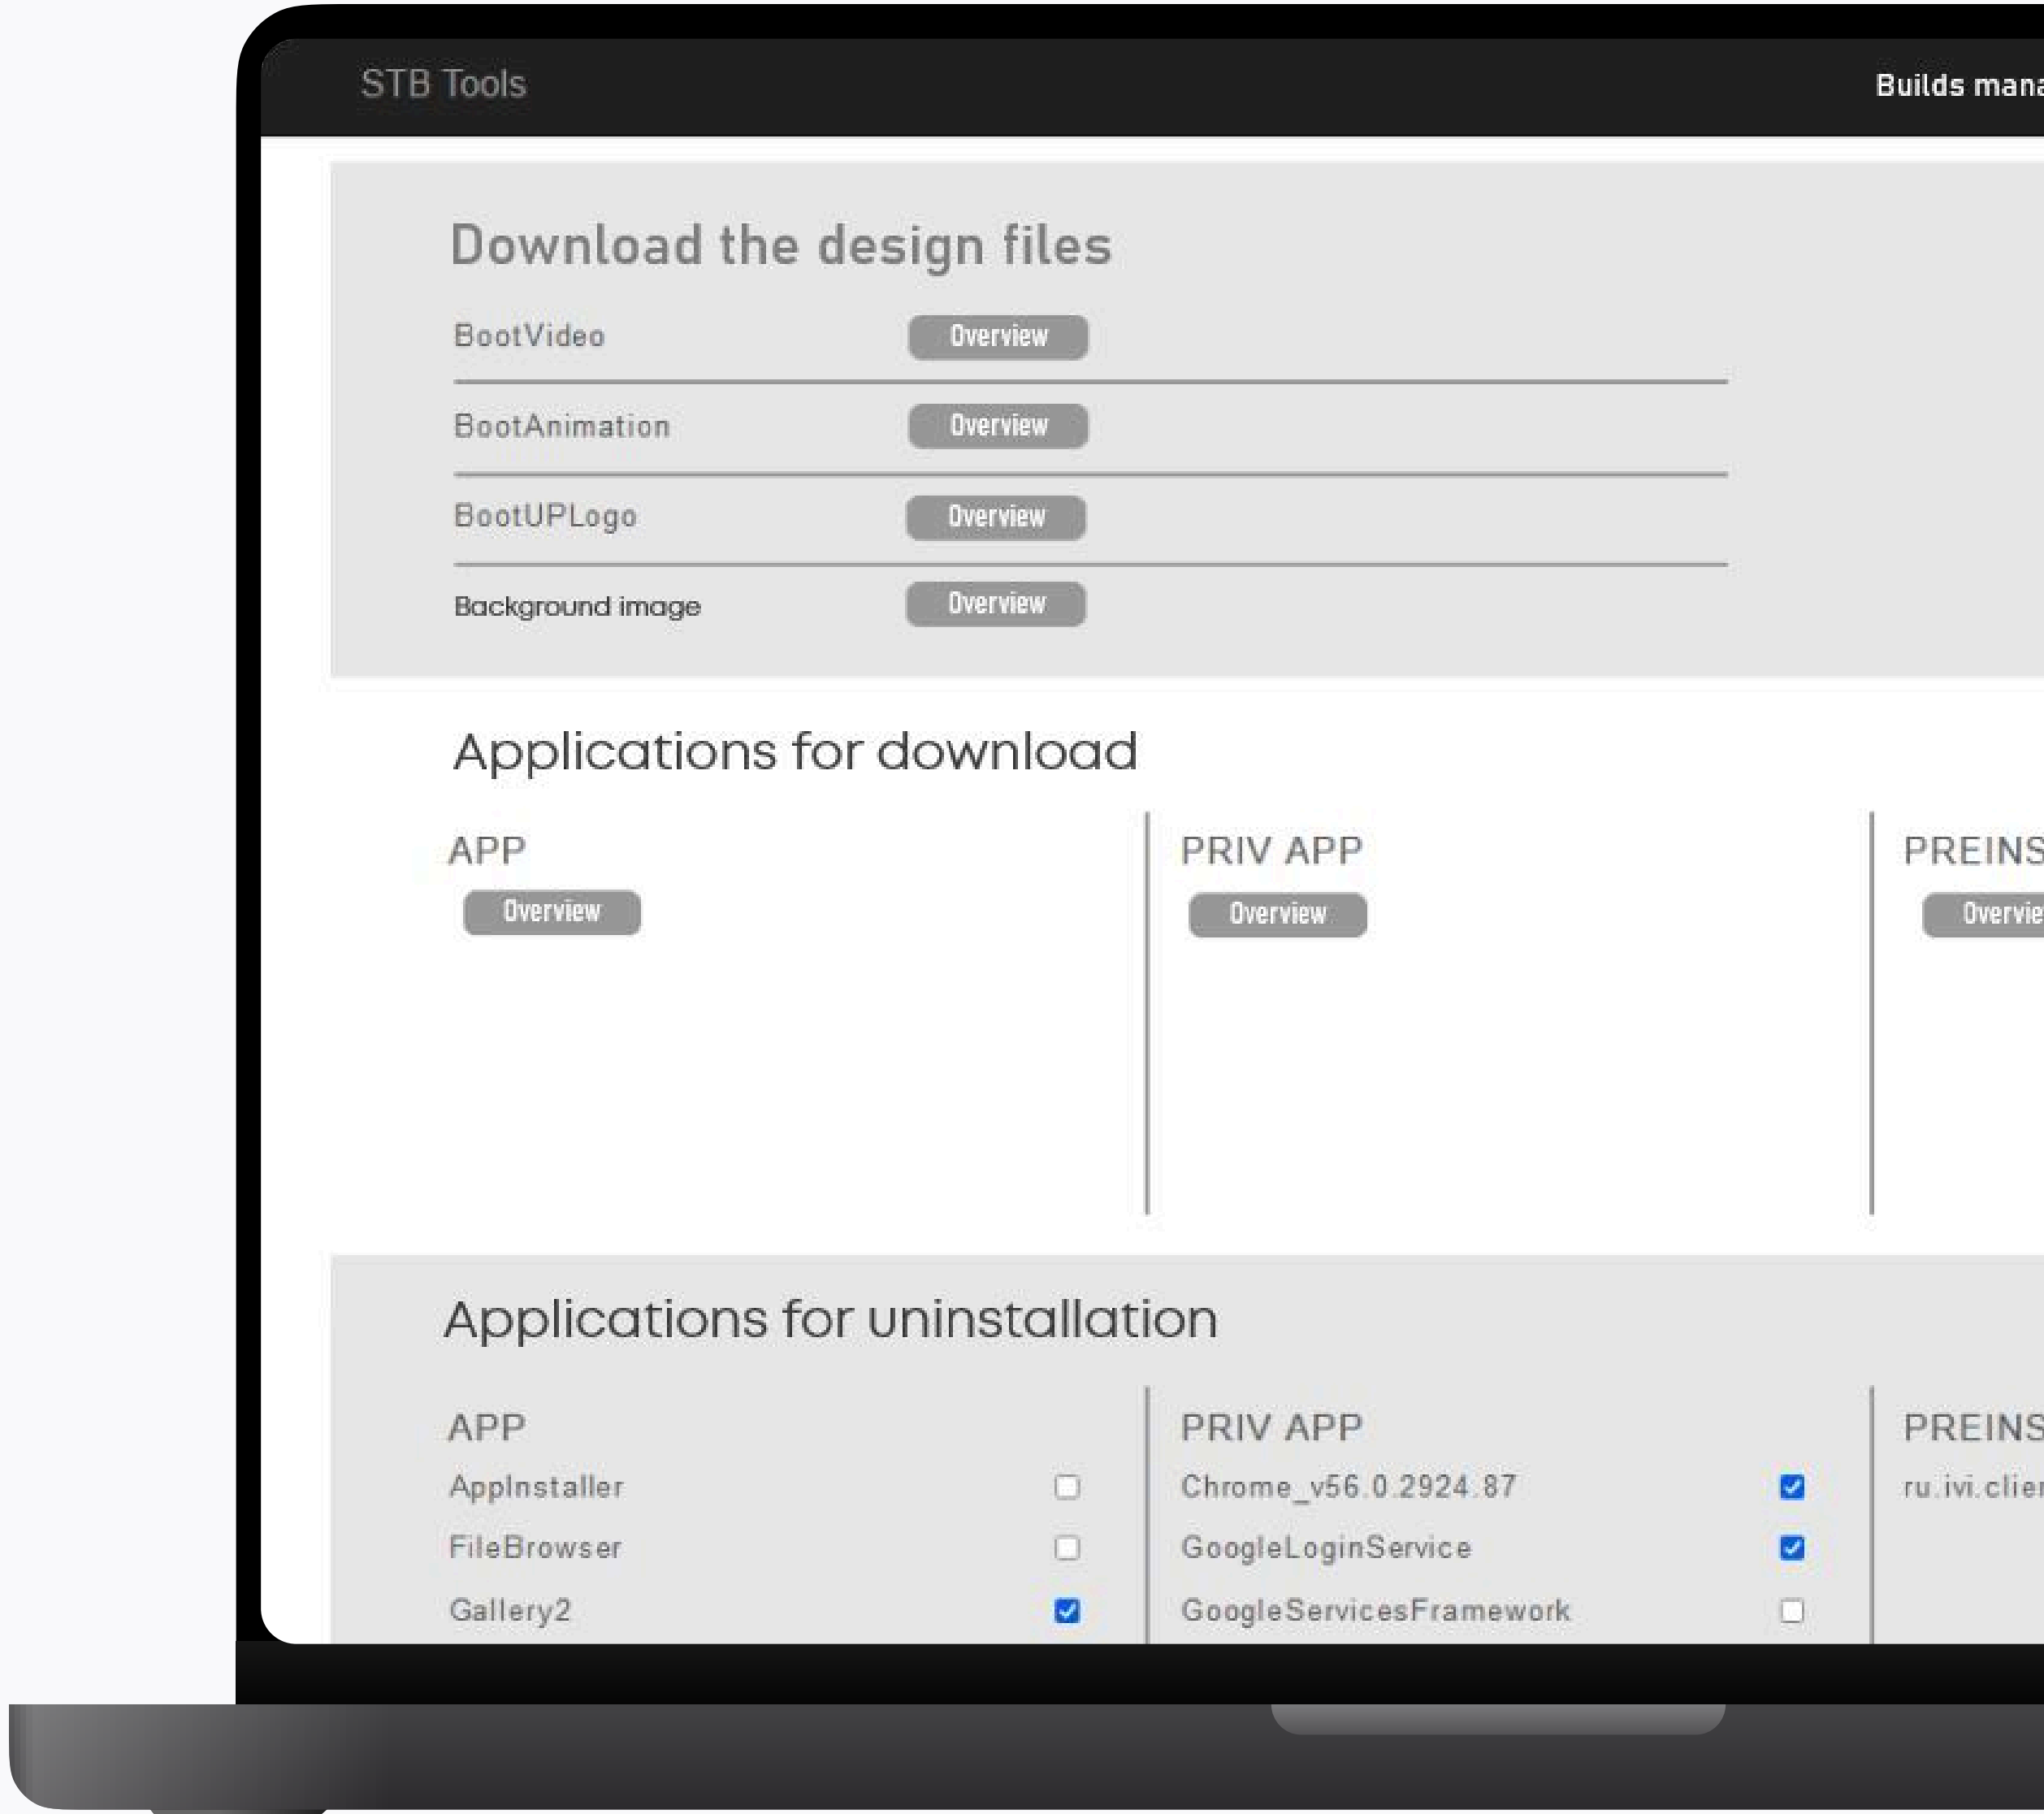 STB Tools
Builds mana
Download the design files
BootVideo Overview
BootAnimation Overview
BootUPLogo Overview
Background image Overview
Applications for download
APP PRIV APP PREINS
Overview Overview Overvie
Applications for uninstallation
APP PRIV APP PREINS
AppInstaller Chrome_v56.0.2924.87 ru.ivi.clien
FileBrowser GoogleLoginService
Gallery2 GoogleServicesFramework